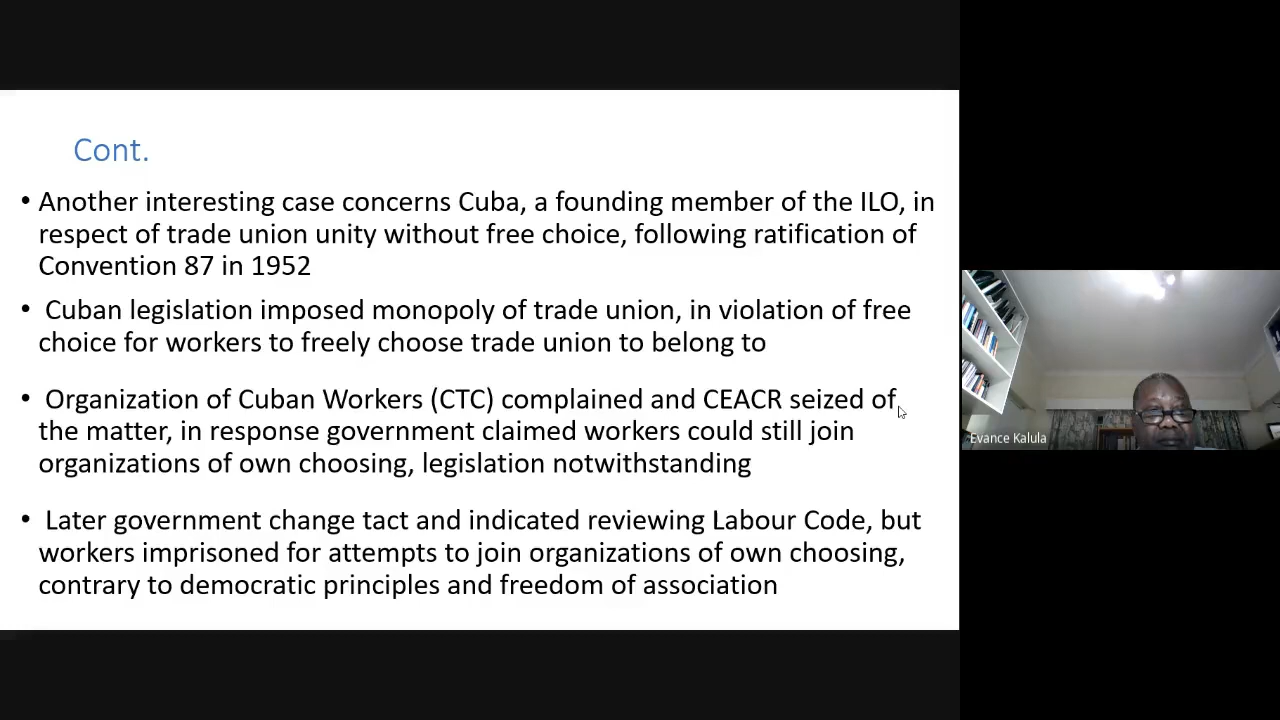 Cont.
• Another interesting case concerns Cuba, a founding member of the ILO, in
respect of trade union unity without free choice, following ratification of
Convention 87 in 1952
• Cuban legislation imposed monopoly of trade union, in violation of free
choice for workers to freely choose trade union to belong to
• Organization of Cuban Workers (CTC) complained and CEACR seized of
the matter, in response government claimed workers could still join
organizations of own choosing, legislation notwithstanding
• Later government change tact and indicated reviewing Labour Code, but
workers imprisoned for attempts to join organizations of own choosing,
contrary to democratic principles and freedom of association
Evance Kalula